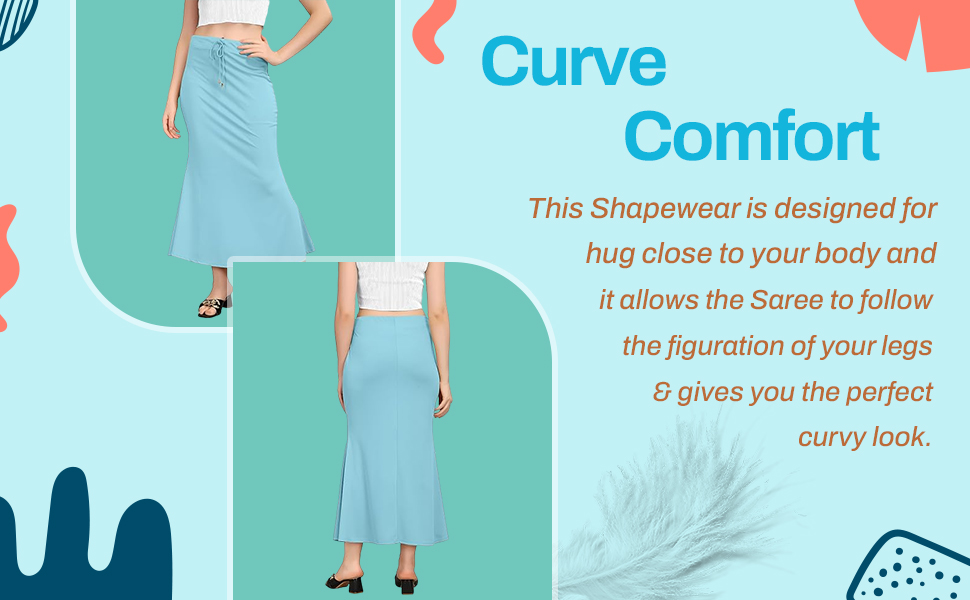 Curve
Comfort
This Shapewear is designed for
hug close to your body and
it allows the Saree to follow
the figuration of your legs
& gives you the perfect
curvy look.